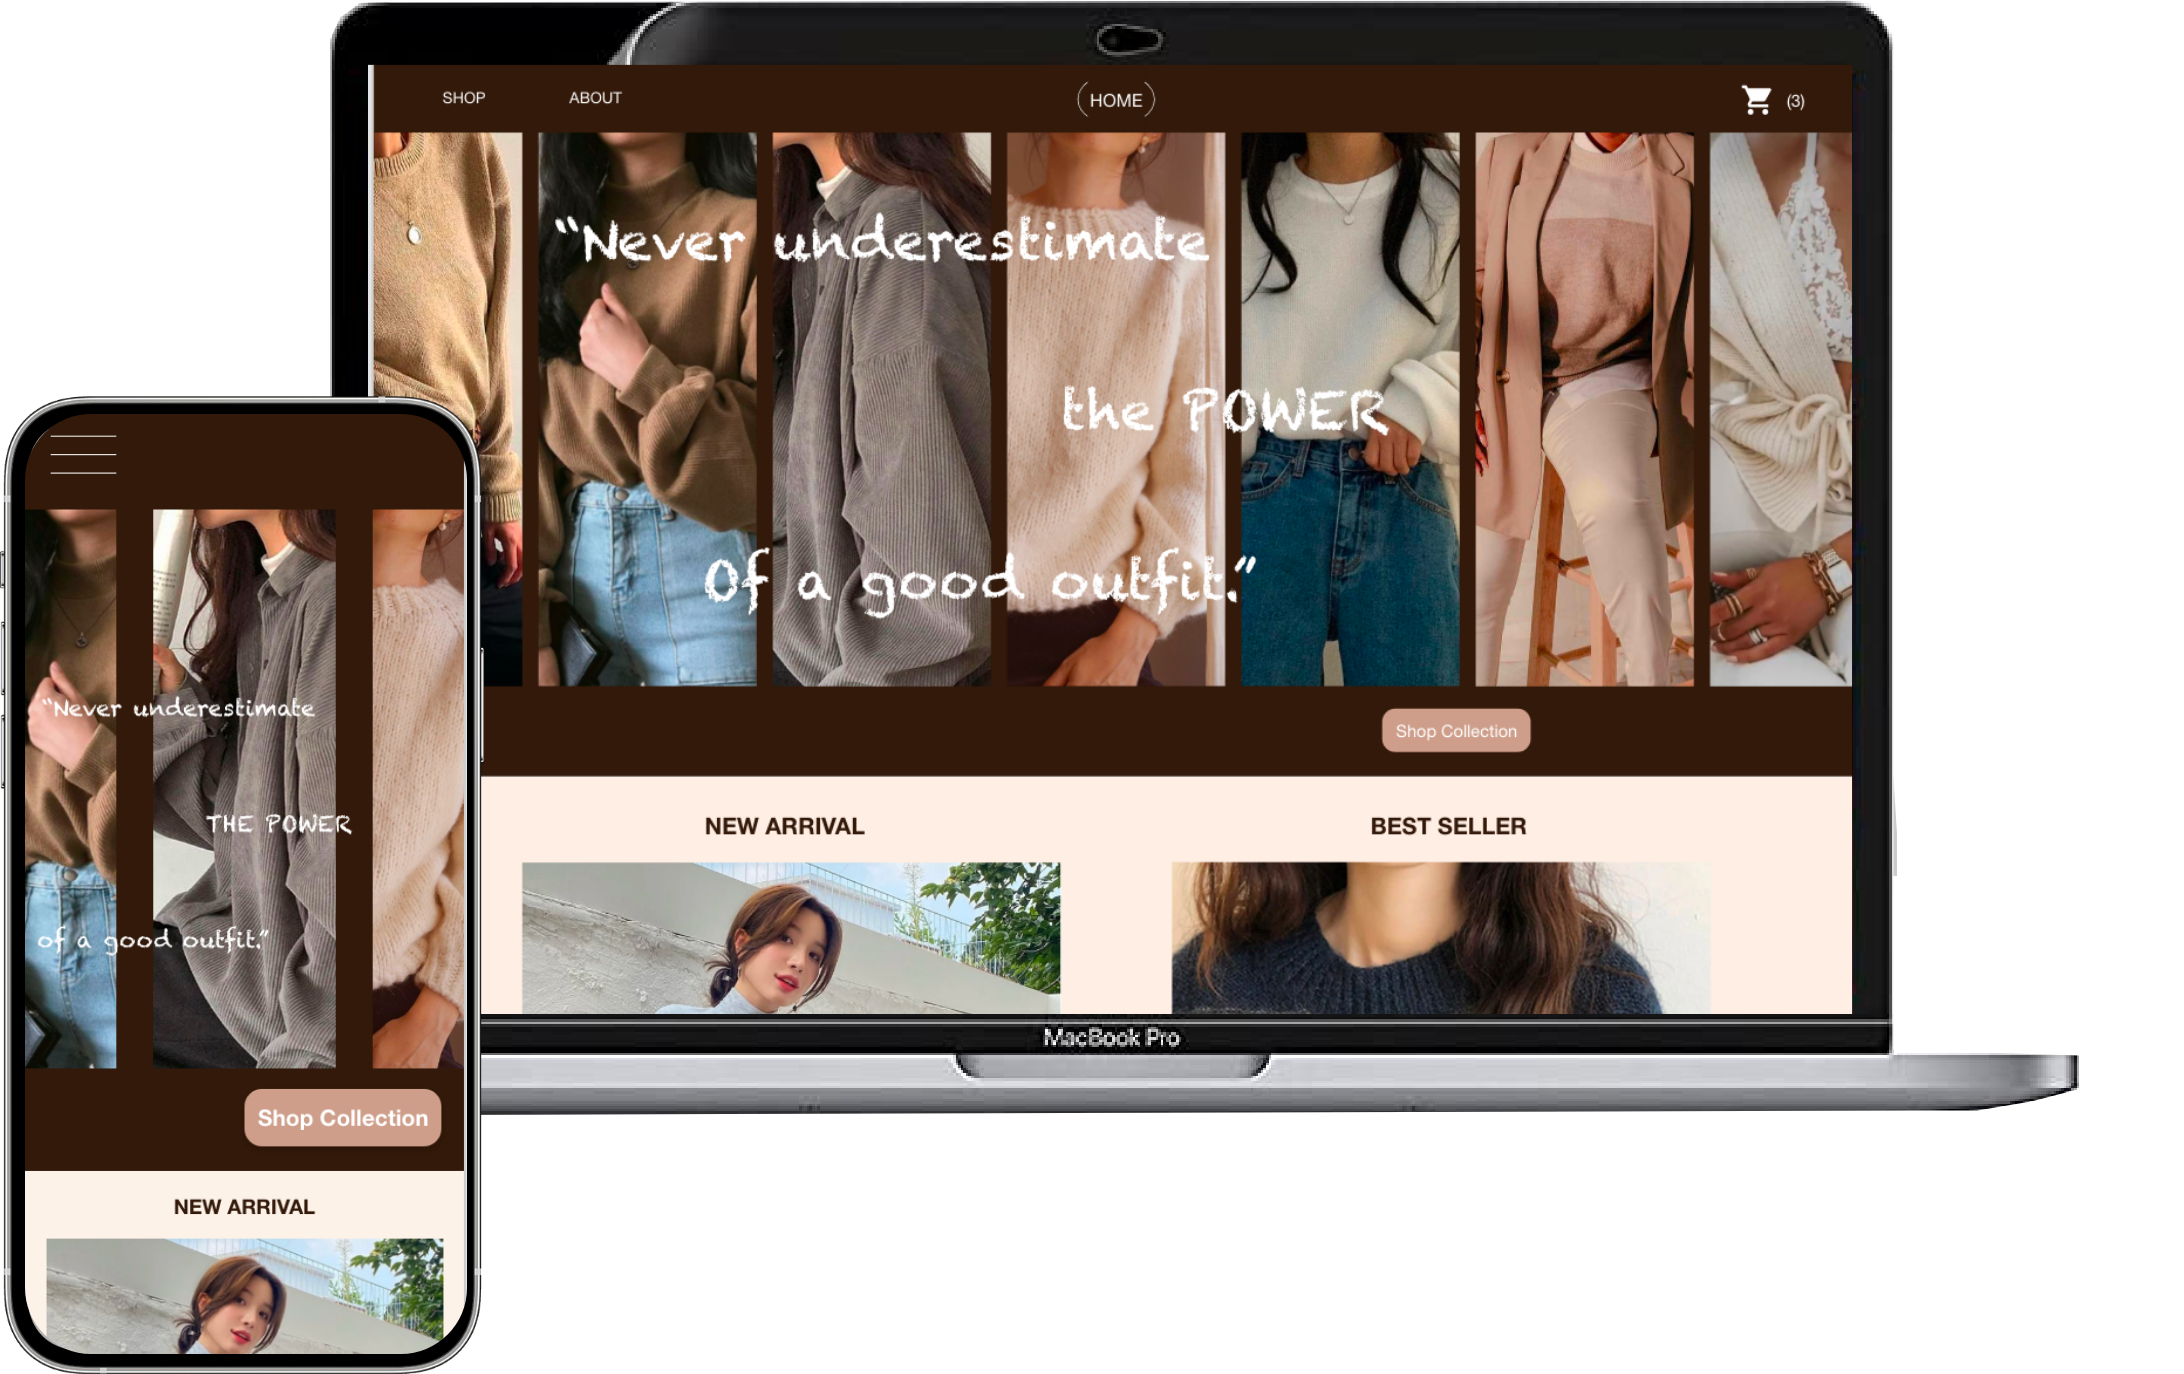 SHOP ABOUT HOME (3)
“Never underestimate
the POWER
Of a good outfit.”
Shop Collection
NEW ARRIVAL BEST SELLER
MacBook Pro
“Never underestimate
THE POWER
of a good outfit.”
Shop Collection
NEW ARRIVAL